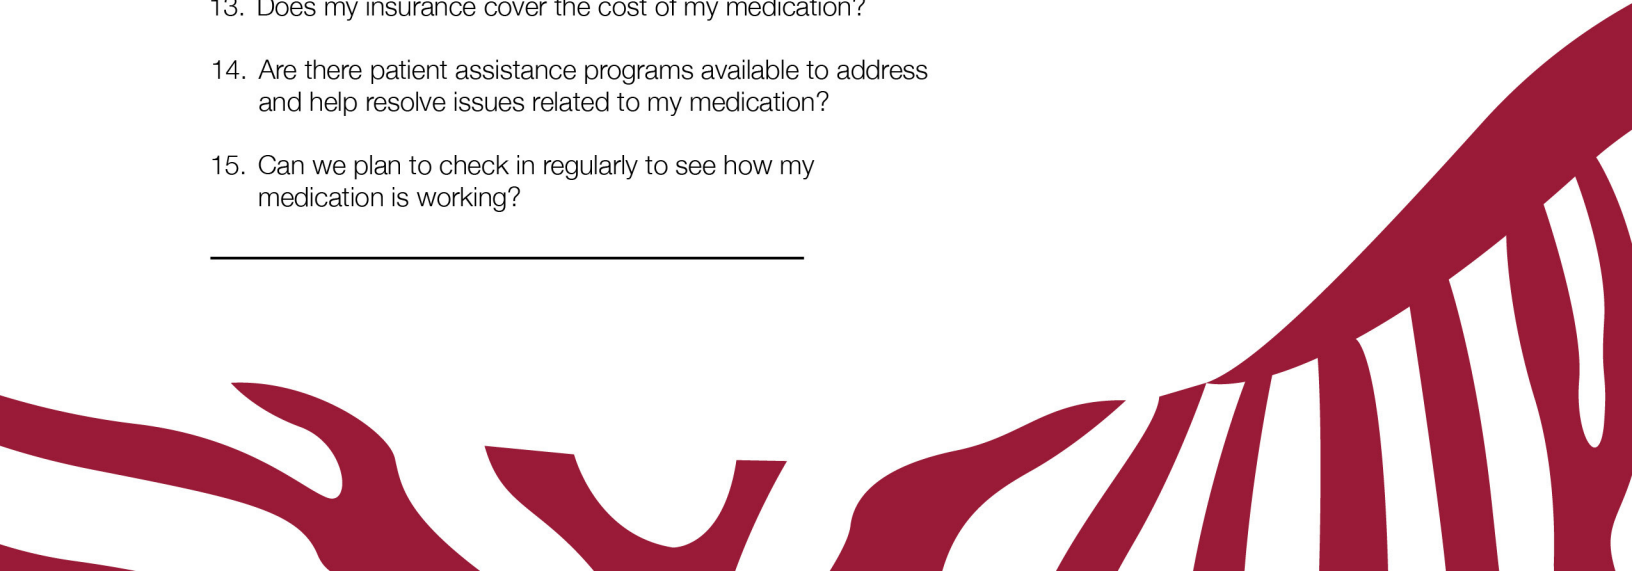 13. Does my insurance cover the cost of my medication?
14. Are there patient assistance programs available to address
and help resolve issues related to my medication?
15. Can we plan to check in regularly to see how my
medication is working?